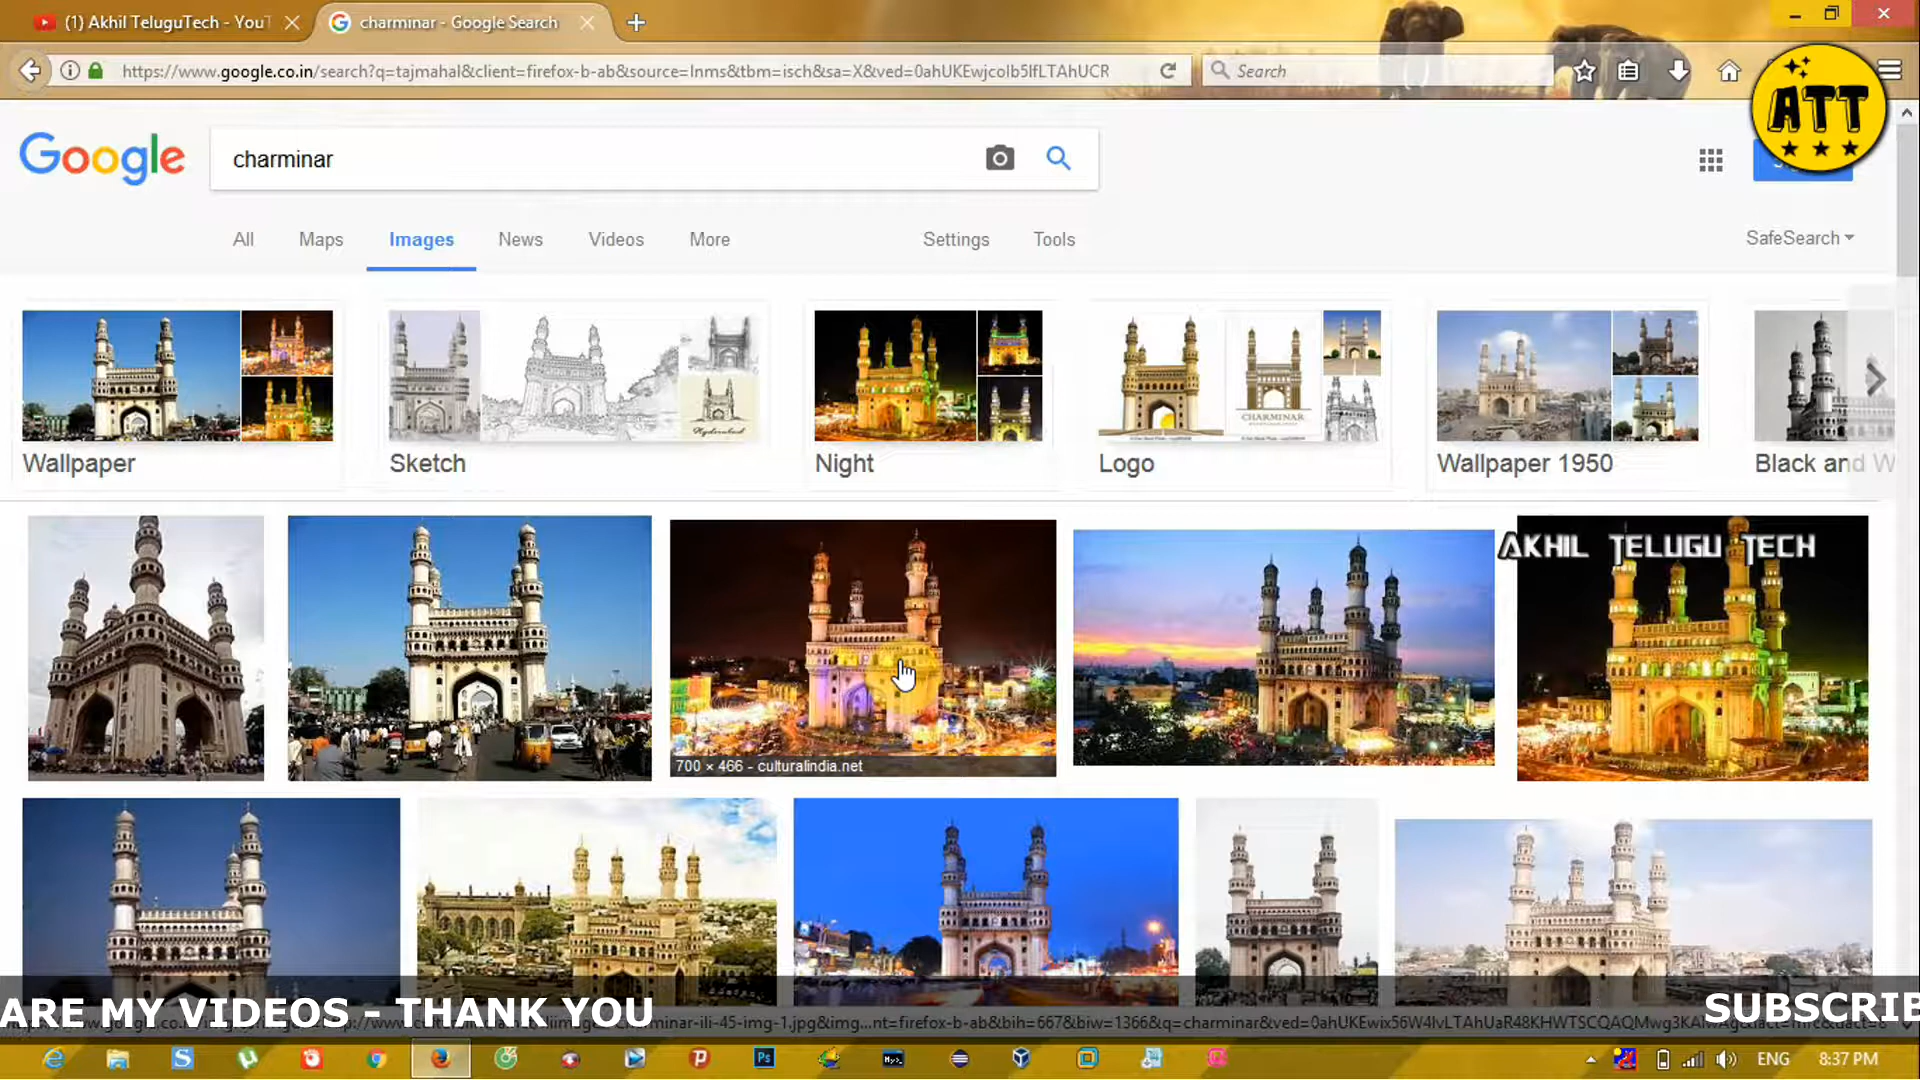 (1) Akhil TeluguTech - YouT
charminar - Google Search
https://www.google.co.in/search?q=tajmahal&client=firefox-b-ab&source=lnms&tbm=isch&sa=X&ved=0ahUKEwjcolb5lfLTAhUCR
Search
ATT
Google
charminar
All
Maps
Images
News
Videos
More
Settings
Tools
SafeSearch
CHARMINAR
Hyderabad
Wallpaper
Sketch
Night
Logo
Wallpaper 1950
Black and W
AKHIL TELUGU TECH
700 × 466 - culturalindia.net
ARE MY VIDEOS - THANK YOU
SUBSCRIB
ENG
8:37 PM